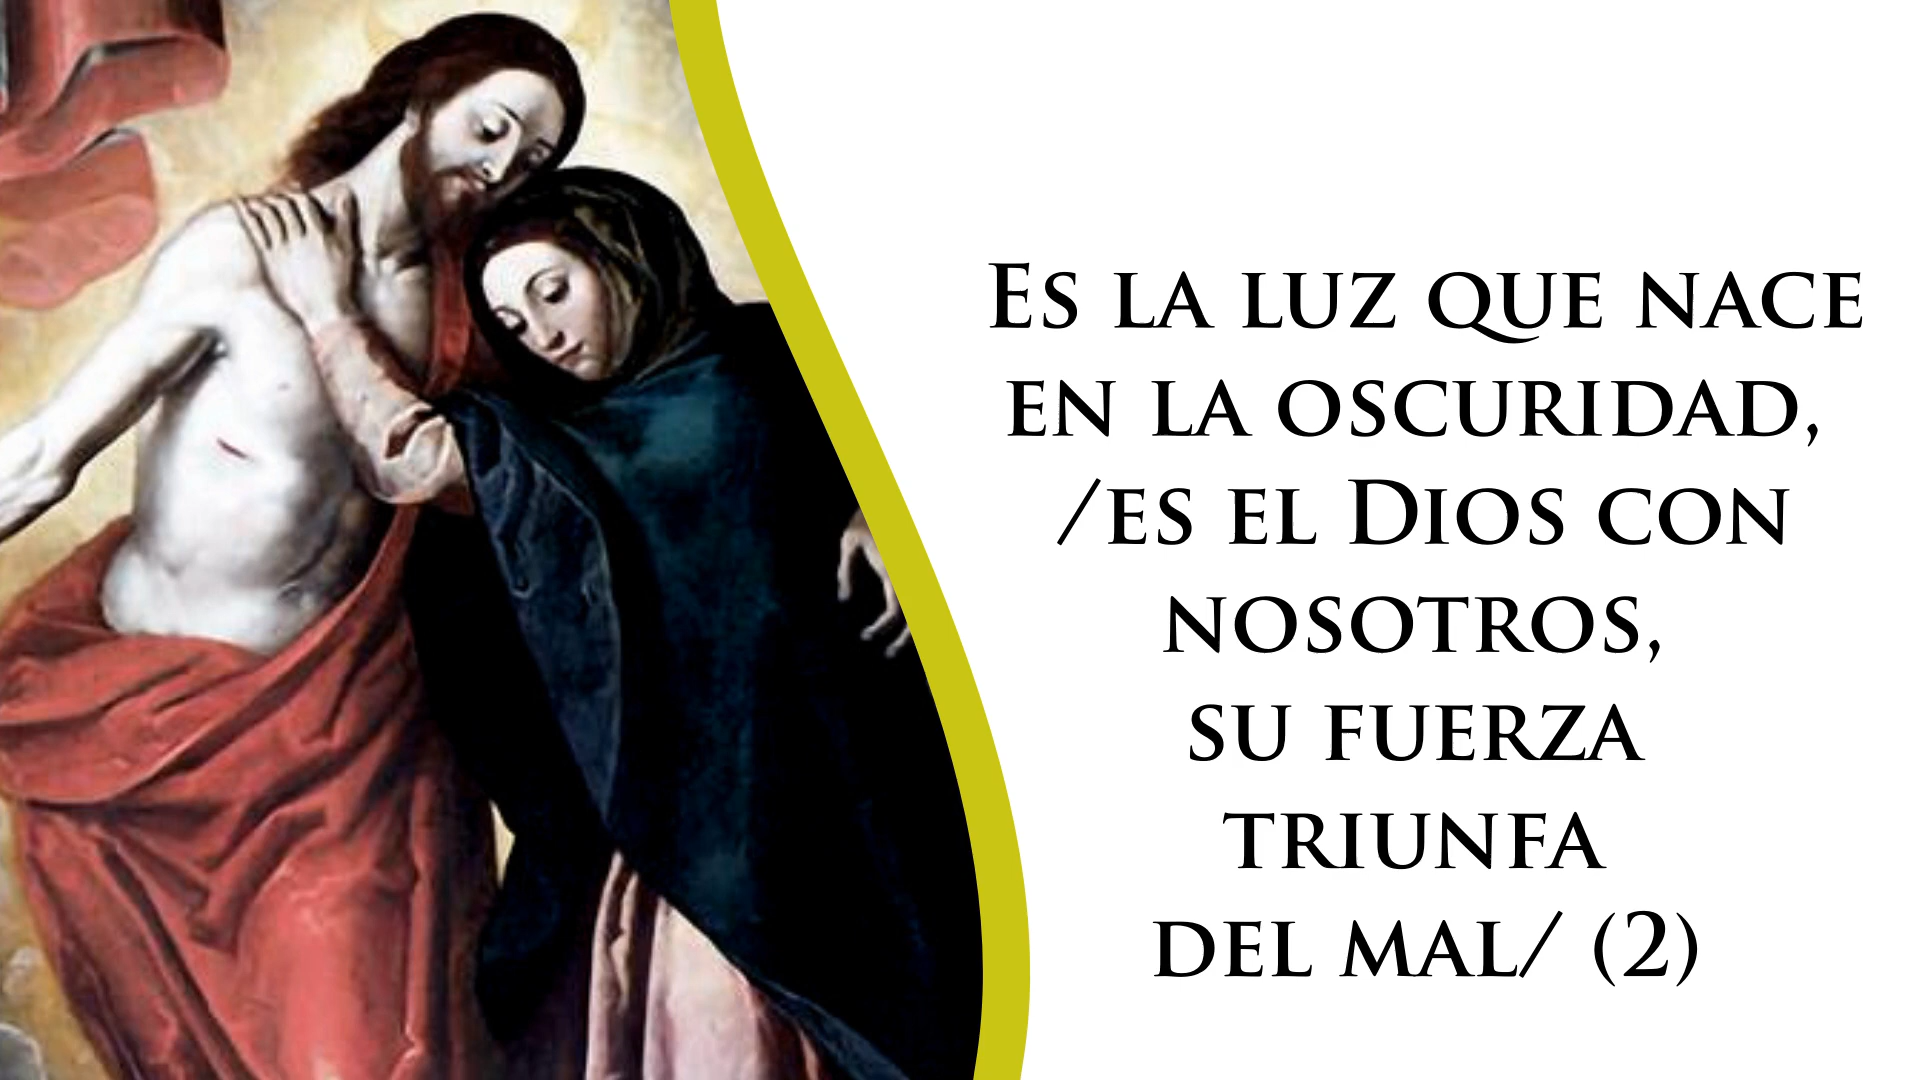 Es la luz que nace
en la oscuridad,
/es el Dios con
nosotros,
su fuerza
triunfa
del mal/ (2)